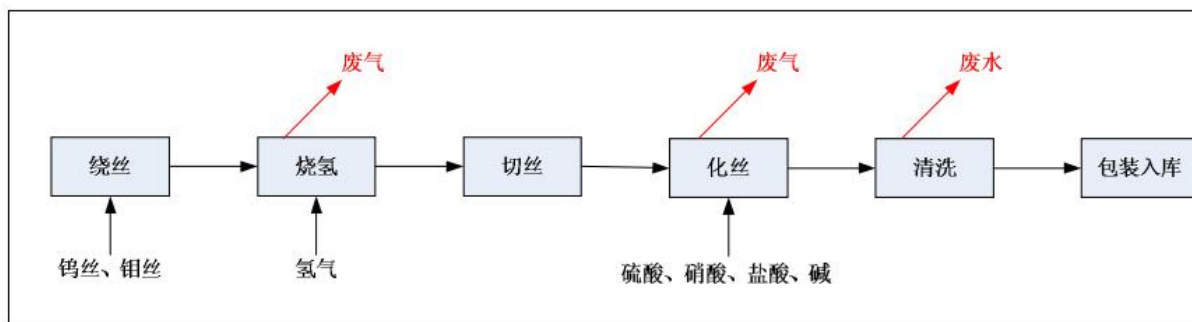 废气
废气
废水
绕丝
烧氢
切丝
化丝
清洗
包装入库
钨丝、钼丝
氢气
硫酸、硝酸、盐酸、碱